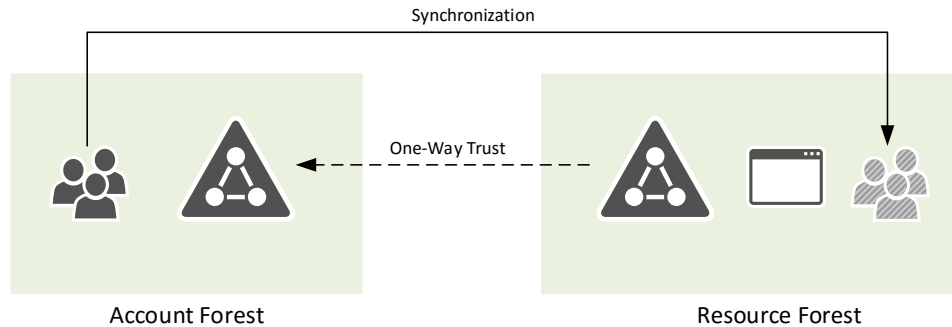 Synchronization
One-Way Trust
Account Forest
Resource Forest